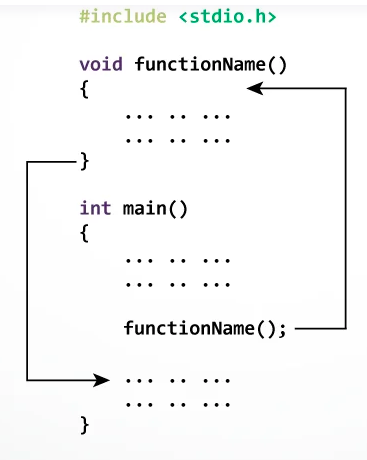 #include <stdio.h>
void functionName()
{
... .. ...
... .. ...
}
int main()
{
... .. ...
... .. ...
functionName();
... .. ...
... .. ...
}